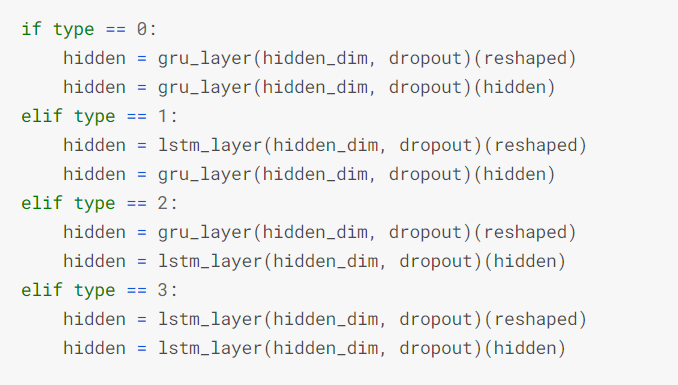 if type == 0:
    hidden = gru_layer(hidden_dim, dropout)(reshaped)
    hidden = gru_layer(hidden_dim, dropout)(hidden)
elif type == 1:
    hidden = lstm_layer(hidden_dim, dropout)(reshaped)
    hidden = gru_layer(hidden_dim, dropout)(hidden)
elif type == 2:
    hidden = gru_layer(hidden_dim, dropout)(reshaped)
    hidden = lstm_layer(hidden_dim, dropout)(hidden)
elif type == 3:
    hidden = lstm_layer(hidden_dim, dropout)(reshaped)
    hidden = lstm_layer(hidden_dim, dropout)(hidden)